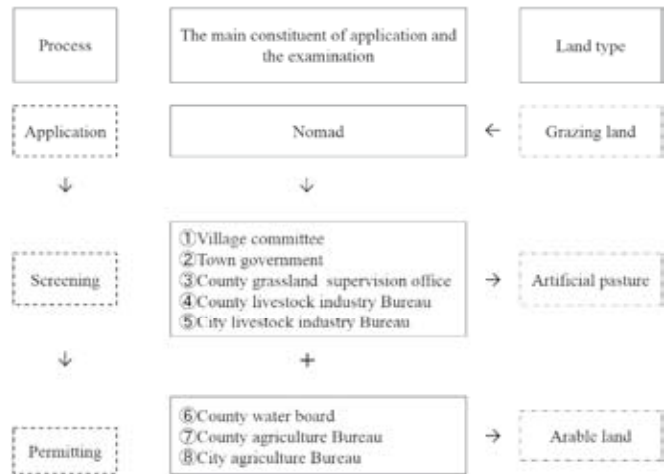 Process
The main constituent of application and
the examination
Land type
Application
Nomad
←
Grazing land
↓
↓
Screening
①Village committee
②Town government
③County grassland supervision office
④County livestock industry Bureau
⑤City livestock industry Bureau
→
Artificial pasture
↓
+
Permitting
⑥County water board
⑦County agriculture Bureau
⑧City agriculture Bureau
→
Arable land